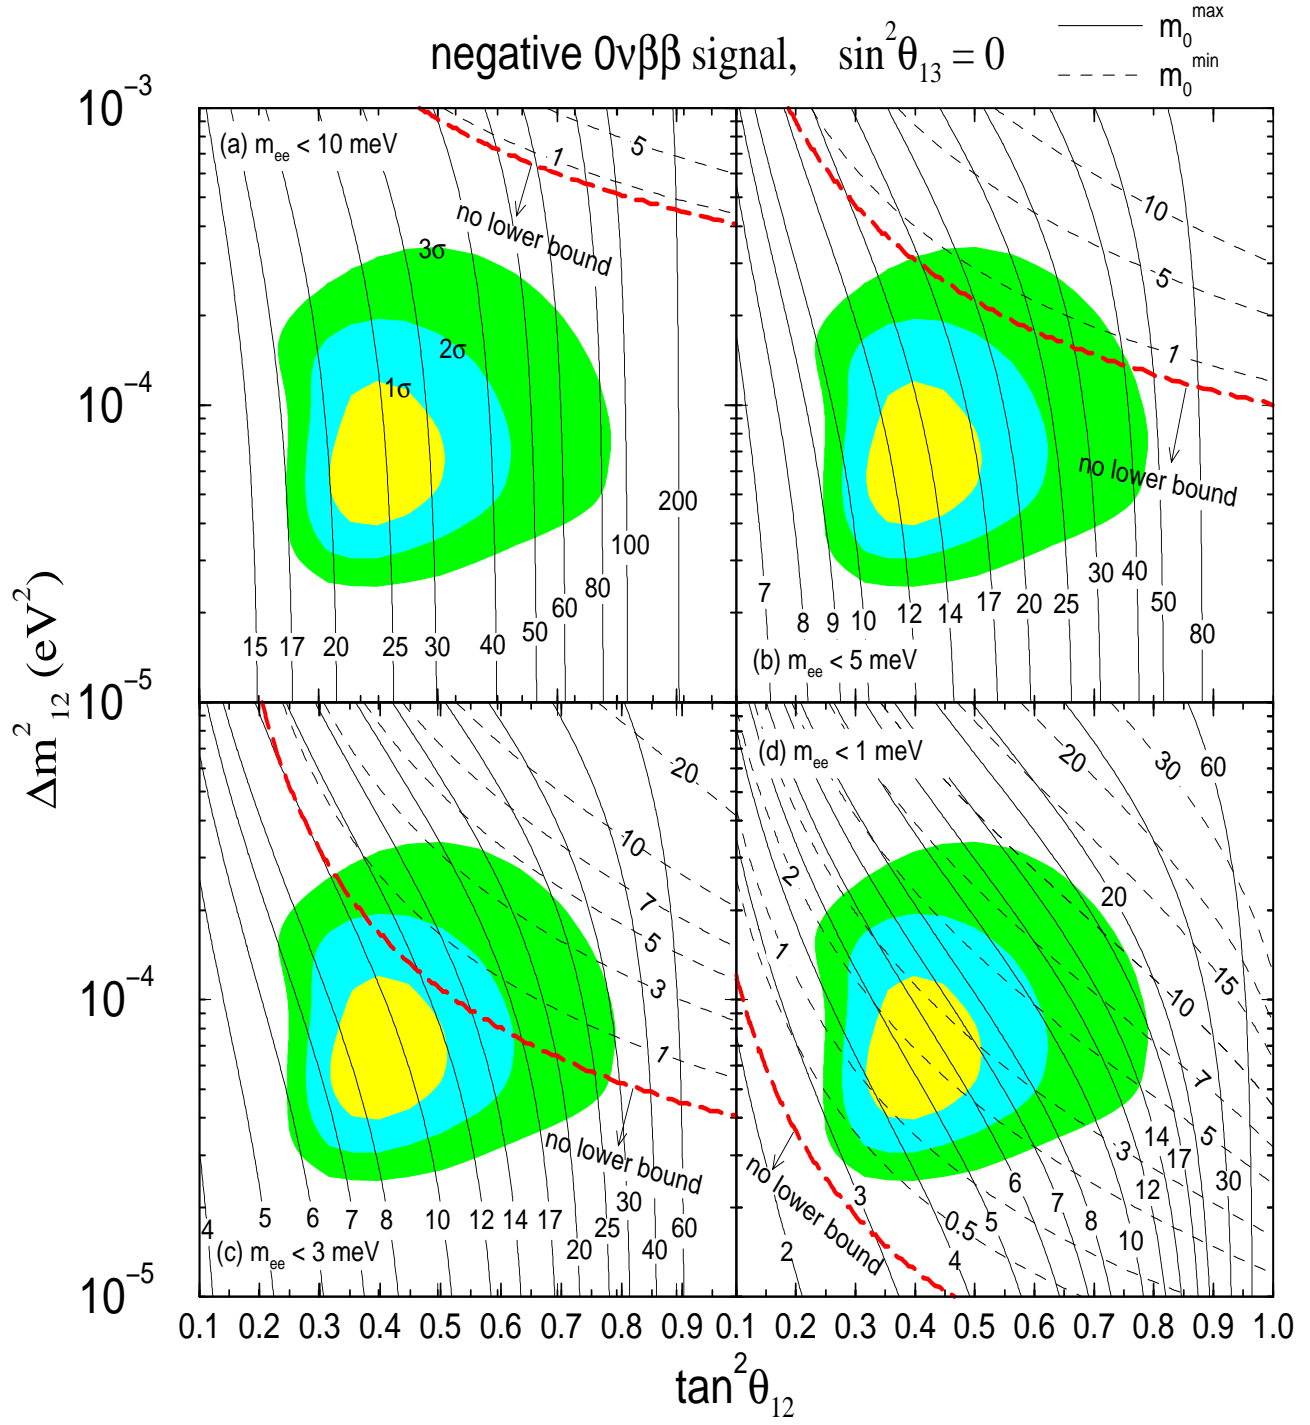 negative 0νββ signal, sin²θ₁₃ = 0
m₀^max
m₀^min
(a) m_ee < 10 meV
1
5
no lower bound
3σ
2σ
1σ
15 17 20 25 30 40 50 60 80 100 200
10
5
1
no lower bound
7 8 9 10 12 14 17 20 25 30 40 50 80
(b) m_ee < 5 meV
20
10
7
5
3
1
no lower bound
4 5 6 7 8 10 12 14 17 20 25 30 40 60
(c) m_ee < 3 meV
(d) m_ee < 1 meV
20 30 60
2
1
20
15
10
7
5
3
0.5
no lower bound
2 3 4 5 6 7 8 10 12 14 17 30
10⁻³
10⁻⁴
10⁻⁵
10⁻⁴
10⁻⁵
Δm²₁₂ (eV²)
0.1 0.2 0.3 0.4 0.5 0.6 0.7 0.8 0.9 0.1 0.2 0.3 0.4 0.5 0.6 0.7 0.8 0.9 1.0
tan²θ₁₂